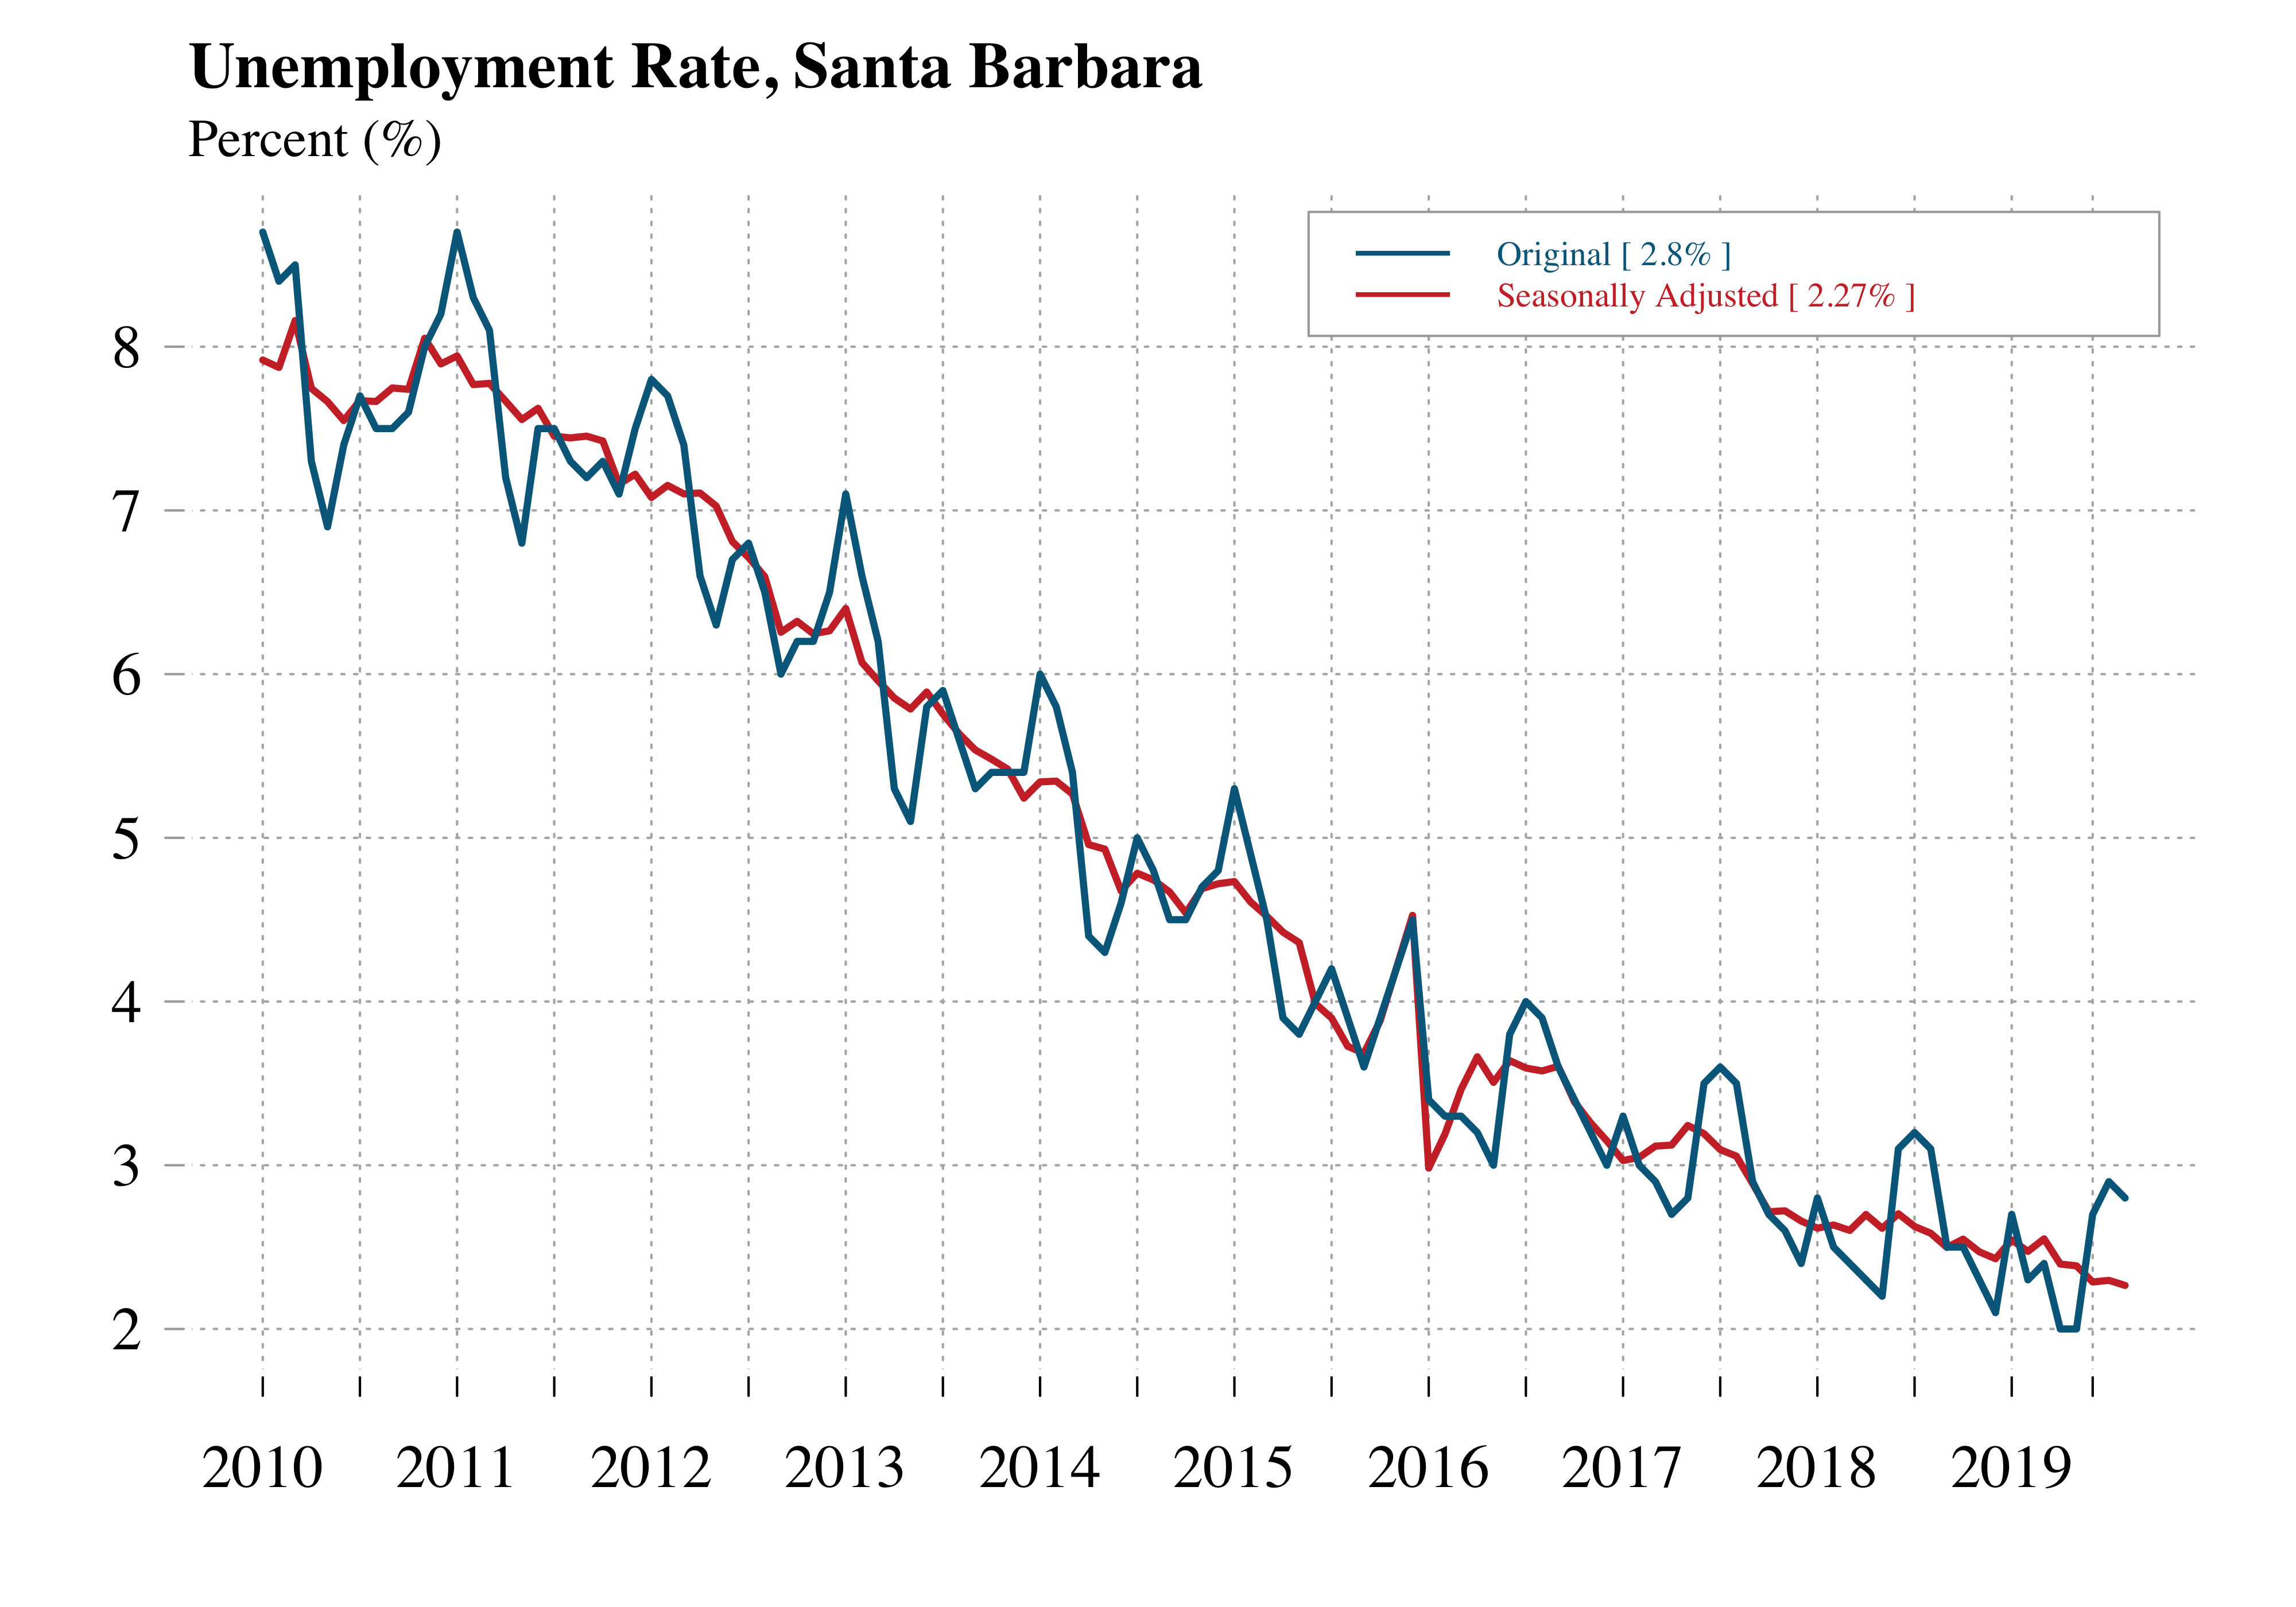 Unemployment Rate, Santa Barbara
Percent (%)
Original [ 2.8% ]
Seasonally Adjusted [ 2.27% ]
8
7
6
5
4
3
2
2010 2011 2012 2013 2014 2015 2016 2017 2018 2019